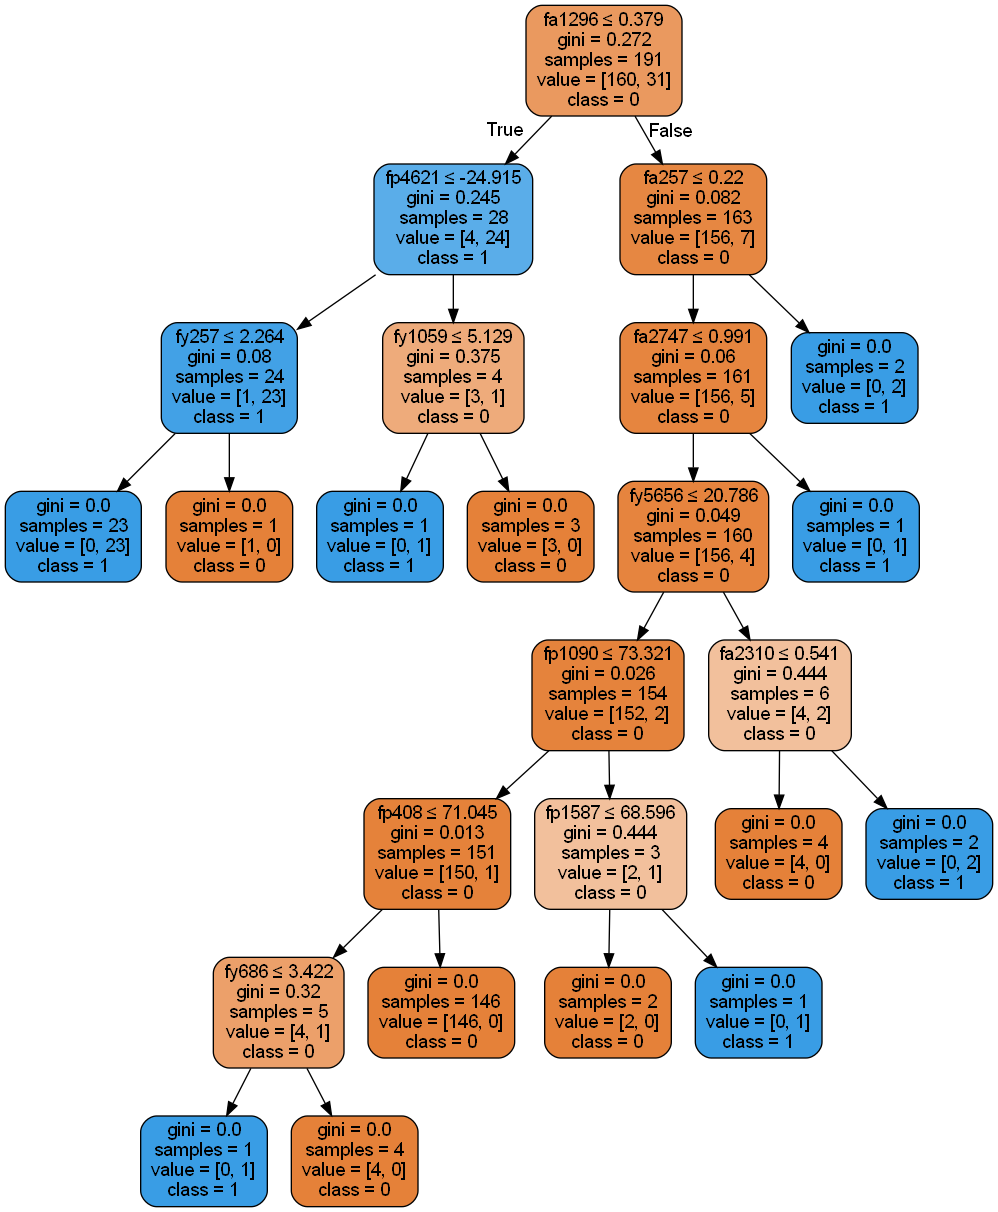 fa1296 ≤ 0.379
gini = 0.272
samples = 191
value = [160, 31]
class = 0
True
False
fp4621 ≤ -24.915
gini = 0.245
samples = 28
value = [4, 24]
class = 1
fa257 ≤ 0.22
gini = 0.082
samples = 163
value = [156, 7]
class = 0
fy257 ≤ 2.264
gini = 0.08
samples = 24
value = [1, 23]
class = 1
fy1059 ≤ 5.129
gini = 0.375
samples = 4
value = [3, 1]
class = 0
fa2747 ≤ 0.991
gini = 0.06
samples = 161
value = [156, 5]
class = 0
gini = 0.0
samples = 2
value = [0, 2]
class = 1
gini = 0.0
samples = 23
value = [0, 23]
class = 1
gini = 0.0
samples = 1
value = [1, 0]
class = 0
gini = 0.0
samples = 1
value = [0, 1]
class = 1
gini = 0.0
samples = 3
value = [3, 0]
class = 0
fy5656 ≤ 20.786
gini = 0.049
samples = 160
value = [156, 4]
class = 0
gini = 0.0
samples = 1
value = [0, 1]
class = 1
fp1090 ≤ 73.321
gini = 0.026
samples = 154
value = [152, 2]
class = 0
fa2310 ≤ 0.541
gini = 0.444
samples = 6
value = [4, 2]
class = 0
fp408 ≤ 71.045
gini = 0.013
samples = 151
value = [150, 1]
class = 0
fp1587 ≤ 68.596
gini = 0.444
samples = 3
value = [2, 1]
class = 0
gini = 0.0
samples = 4
value = [4, 0]
class = 0
gini = 0.0
samples = 2
value = [0, 2]
class = 1
fy686 ≤ 3.422
gini = 0.32
samples = 5
value = [4, 1]
class = 0
gini = 0.0
samples = 146
value = [146, 0]
class = 0
gini = 0.0
samples = 2
value = [2, 0]
class = 0
gini = 0.0
samples = 1
value = [0, 1]
class = 1
gini = 0.0
samples = 1
value = [0, 1]
class = 1
gini = 0.0
samples = 4
value = [4, 0]
class = 0